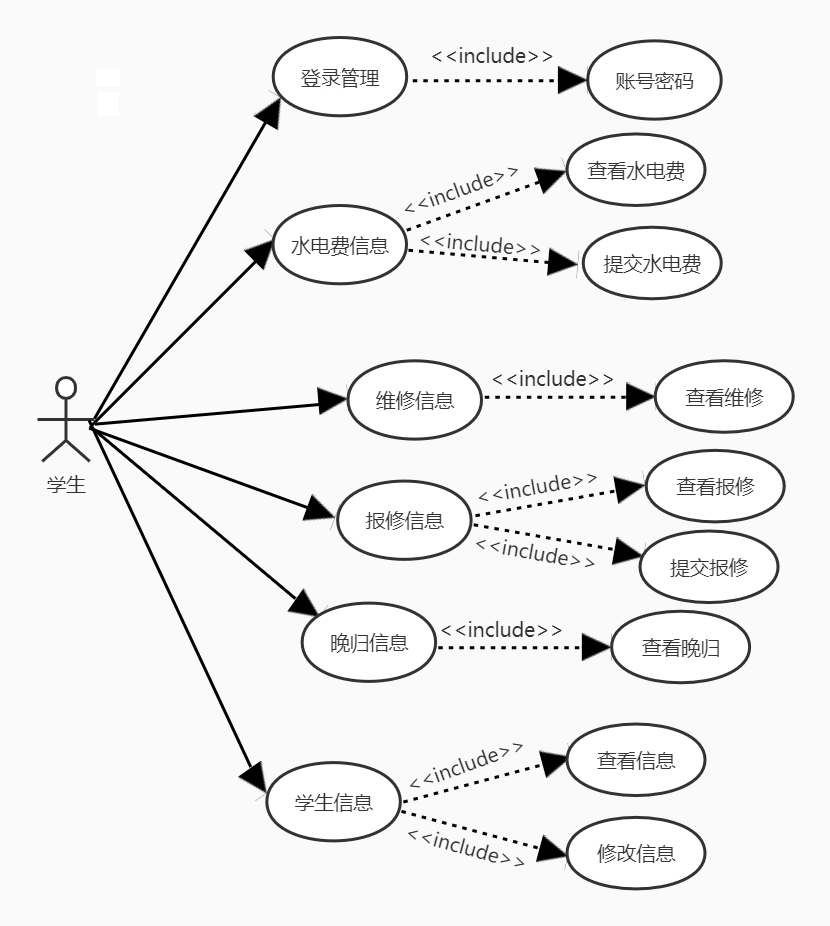 登录管理
<<include>>
账号密码
水电费信息
<<include>>
查看水电费
<<include>>
提交水电费
学生
维修信息
<<include>>
查看维修
报修信息
<<include>>
查看报修
<<include>>
提交报修
晚归信息
<<include>>
查看晚归
学生信息
<<include>>
查看信息
<<include>>
修改信息